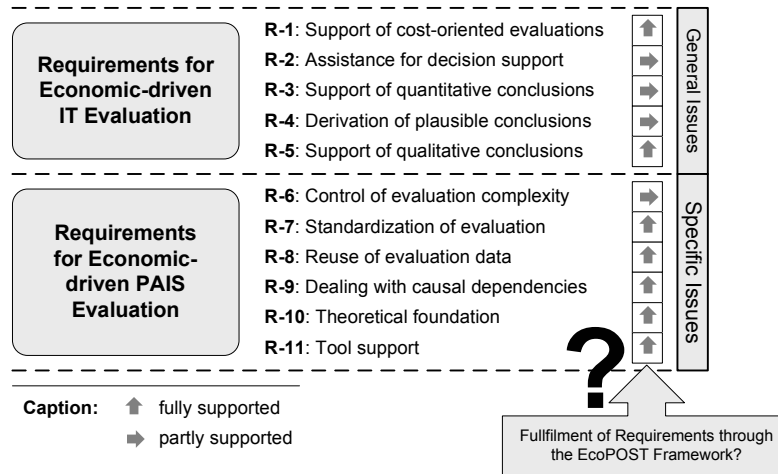 Requirements for
Economic-driven
IT Evaluation
R-1: Support of cost-oriented evaluations
R-2: Assistance for decision support
R-3: Support of quantitative conclusions
R-4: Derivation of plausible conclusions
R-5: Support of qualitative conclusions
General Issues
Requirements
for Economic-
driven PAIS
Evaluation
R-6: Control of evaluation complexity
R-7: Standardization of evaluation
R-8: Reuse of evaluation data
R-9: Dealing with causal dependencies
R-10: Theoretical foundation
R-11: Tool support
Specific Issues
?
Caption:
fully supported
partly supported
Fullfilment of Requirements through
the EcoPOST Framework?